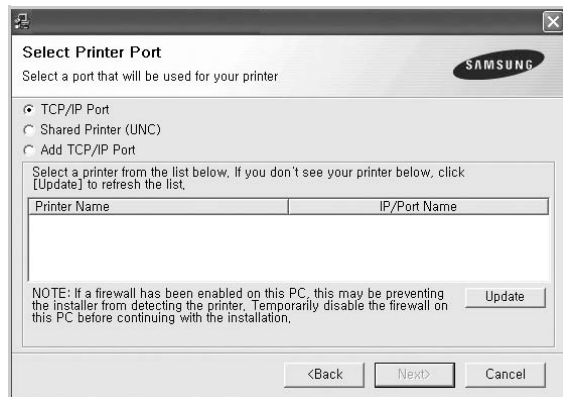 Select Printer Port
Select a port that will be used for your printer
SAMSUNG
TCP/IP Port
Shared Printer (UNC)
Add TCP/IP Port
Select a printer from the list below, If you don't see your printer below, click
[Update] to refresh the list,
Printer Name IP/Port Name
NOTE: If a firewall has been enabled on this PC, this may be preventing
the installer from detecting the printer, Temporarily disable the firewall on
this PC before continuing with the installation,
Update
<Back Next> Cancel